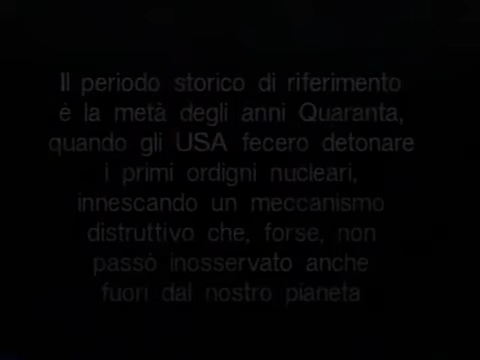 Il periodo storico di riferimento
è la metà degli anni Quaranta,
quando gli USA fecero detonare
i primi ordigni nucleari,
innescando un meccanismo
distruttivo che, forse, non
passò inosservato anche
fuori dal nostro pianeta